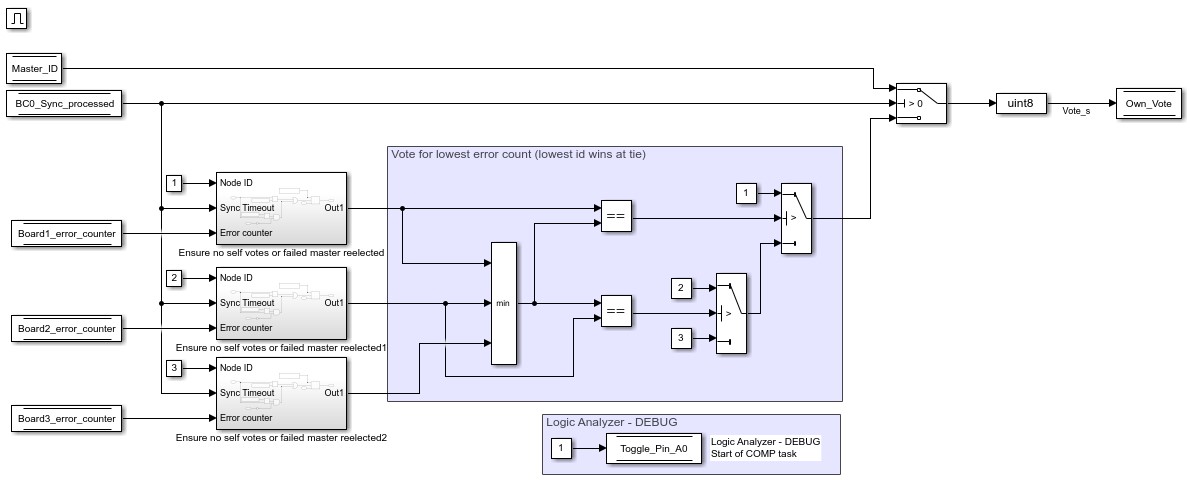 Master_ID
BC0_Sync_processed
> 0
uint8
Vote_s
Own_Vote
Vote for lowest error count (lowest id wins at tie)
1
Node ID
Sync Timeout
Error counter
Out1
Board1_error_counter
Ensure no self votes or failed master reelected
==
1
>
2
Node ID
Sync Timeout
Error counter
Out1
Board2_error_counter
Ensure no self votes or failed master reelected1
min
==
2
>
3
3
Node ID
Sync Timeout
Error counter
Out1
Board3_error_counter
Ensure no self votes or failed master reelected2
Logic Analyzer - DEBUG
1
Toggle_Pin_A0
Logic Analyzer - DEBUG
Start of COMP task